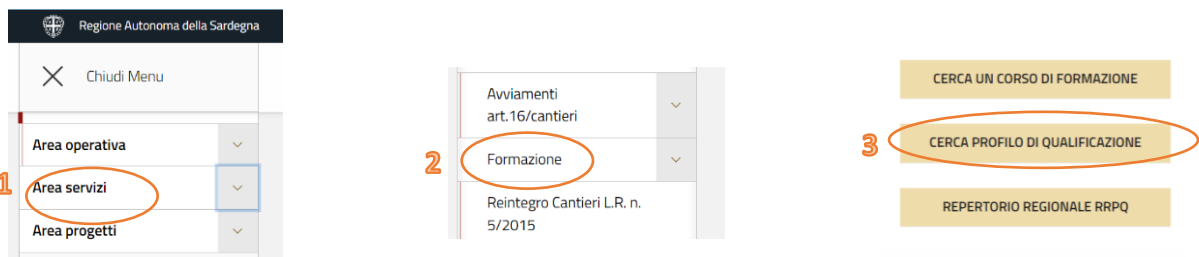 Regione Autonoma della Sardegna
Chiudi Menu
Area operativa
1
Area servizi
Area progetti
Avviamenti
art.16/cantieri
2
Formazione
Reintegro Cantieri L.R. n.
5/2015
CERCA UN CORSO DI FORMAZIONE
3
CERCA PROFILO DI QUALIFICAZIONE
REPERTORIO REGIONALE RRPQ